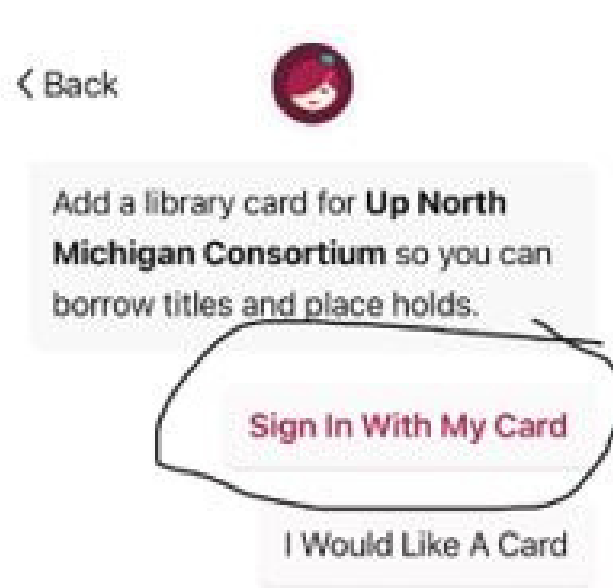 < Back
Add a library card for Up North
Michigan Consortium so you can
borrow titles and place holds.
Sign In With My Card
I Would Like A Card